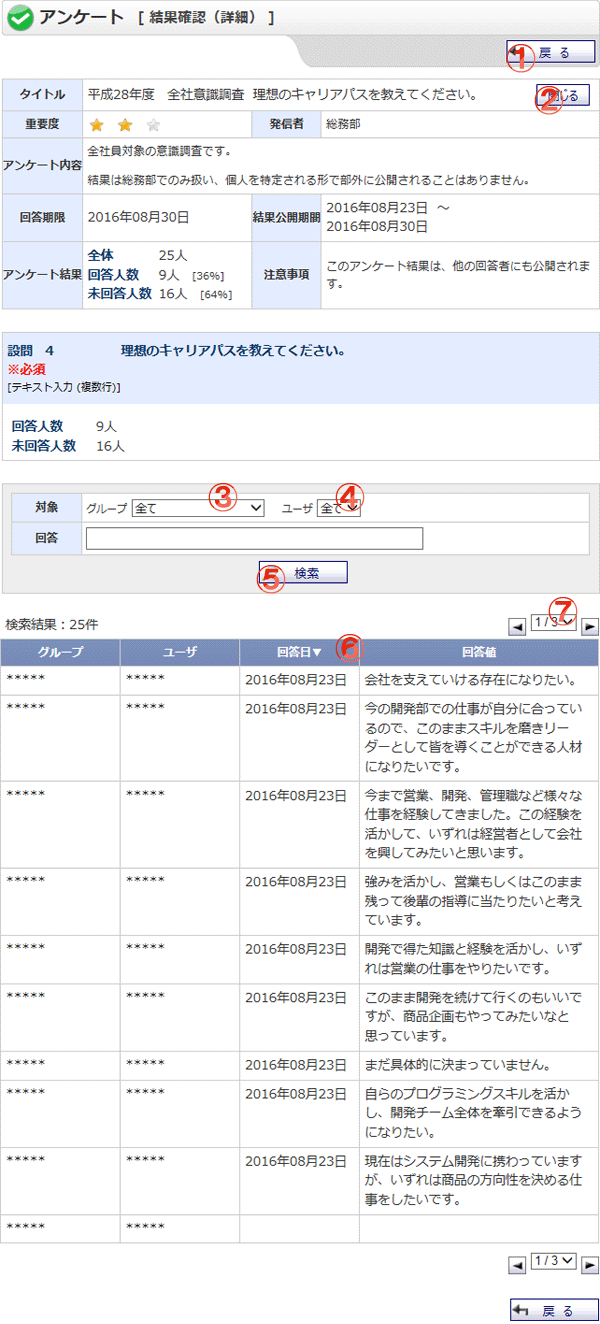 アンケート [ 結果確認（詳細） ]
① 戻る
タイトル 平成28年度 全社意識調査 理想のキャリアパスを教えてください。 ② 閉じる
重要度 ★ ★ ★ 発信者 総務部
アンケート内容 全社員対象の意識調査です。
結果は総務部でのみ扱い、個人を特定される形で部外に公開されることはありません。
回答期限 2016年08月30日 結果公開期間 2016年08月23日 ～
2016年08月30日
アンケート結果 全体 25人
回答人数 9人 [36%]
未回答人数 16人 [64%]
注意事項 このアンケート結果は、他の回答者にも公開されま
す。
設問 4 理想のキャリアパスを教えてください。
※必須
[テキスト入力 (複数行)]
回答人数 9人
未回答人数 16人
③ ④
対象 グループ 全て ユーザ 全て
回答
⑤ 検索
検索結果：25件 ◀ 1 / 3 ▶ ⑦
グループ ユーザ 回答日▼ ⑥ 回答値
***** ***** 2016年08月23日 会社を支えていける存在になりたい。
***** ***** 2016年08月23日 今の開発部での仕事が自分に合ってい
るので、このままスキルを磨きリー
ダーとして皆を導くことができる人材
になりたいです。
***** ***** 2016年08月23日 今まで営業、開発、管理職など様々な
仕事を経験してきました。この経験を
活かして、いずれは経営者として会社
を興してみたいと思います。
***** ***** 2016年08月23日 強みを活かし、営業もしくはこのまま
残って後輩の指導に当たりたいと考え
ています。
***** ***** 2016年08月23日 開発で得た知識と経験を活かし、いず
れは営業の仕事をやりたいです。
***** ***** 2016年08月23日 このまま開発を続けて行くのもいいで
すが、商品企画もやってみたいなと
思っています。
***** ***** 2016年08月23日 まだ具体的に決まっていません。
***** ***** 2016年08月23日 自らのプログラミングスキルを活か
し、開発チーム全体を牽引できるよう
になりたい。
***** ***** 2016年08月23日 現在はシステム開発に携わっています
が、いずれは商品の方向性を決める仕
事をしたいです。
***** *****
◀ 1 / 3 ▶
戻る